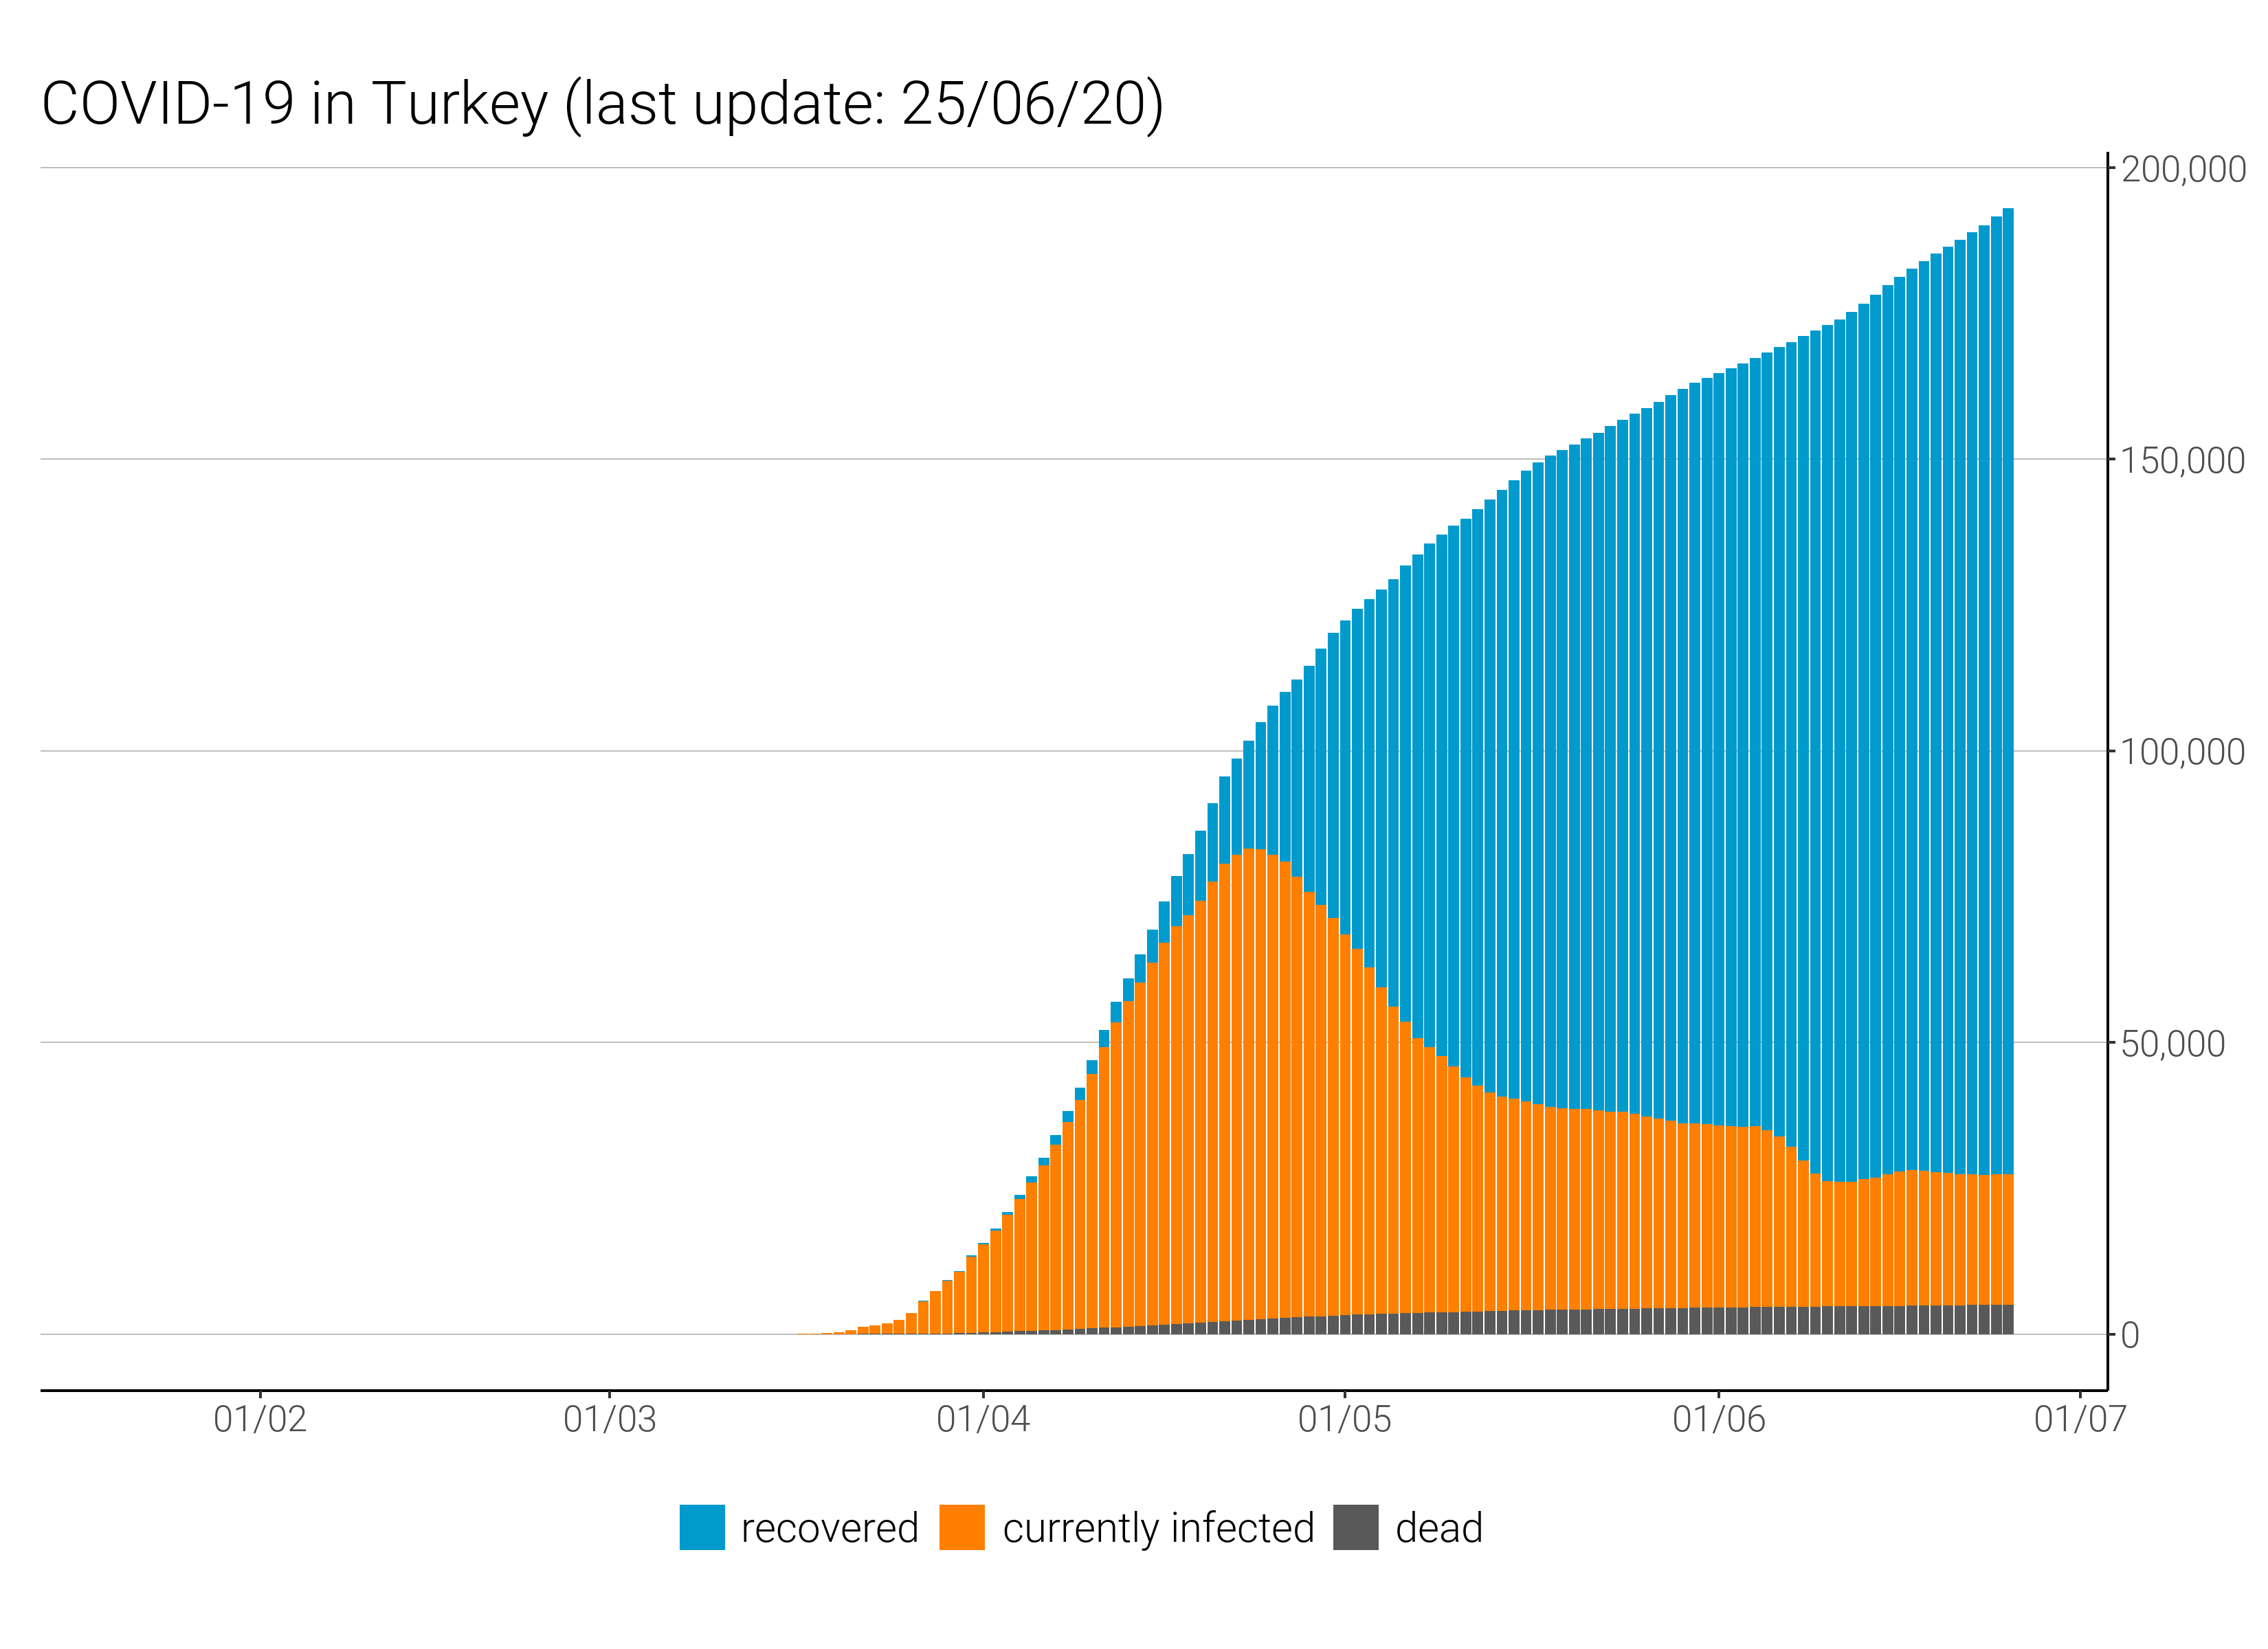 COVID-19 in Turkey (last update: 25/06/20)
200,000
150,000
100,000
50,000
0
01/02 01/03 01/04 01/05 01/06 01/07
recovered currently infected dead